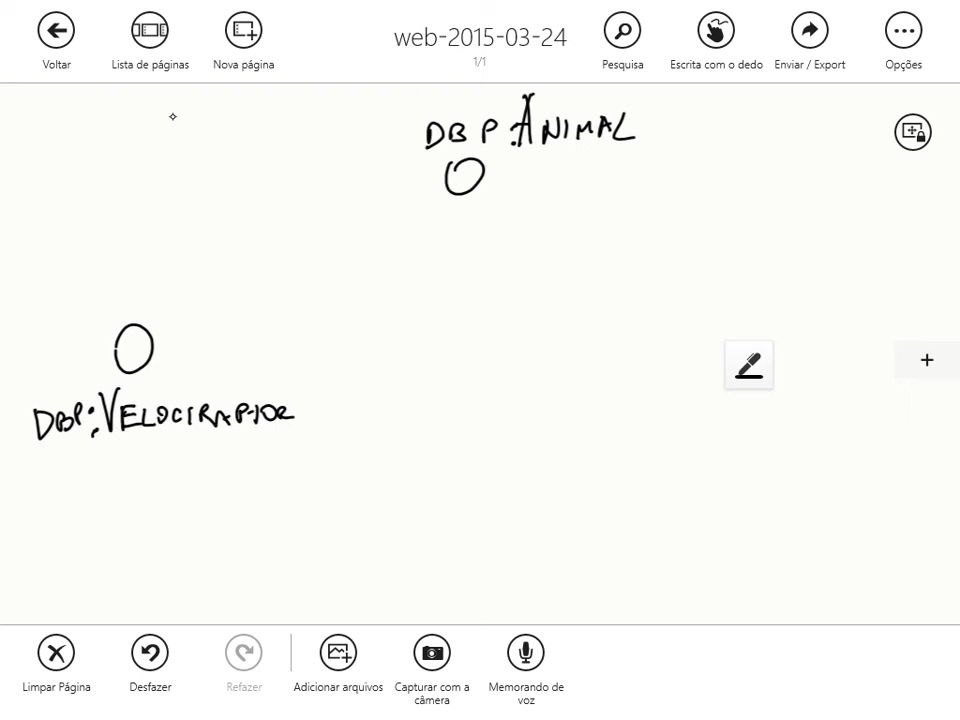 Voltar
Lista de páginas
Nova página
web-2015-03-24
1/1
Pesquisa
Escrita com o dedo
Enviar / Export
Opções
DBP:ANIMAL
DBP:VELOCIRAPTOR
Limpar Página
Desfazer
Refazer
Adicionar arquivos
Capturar com a
câmera
Memorando de
voz